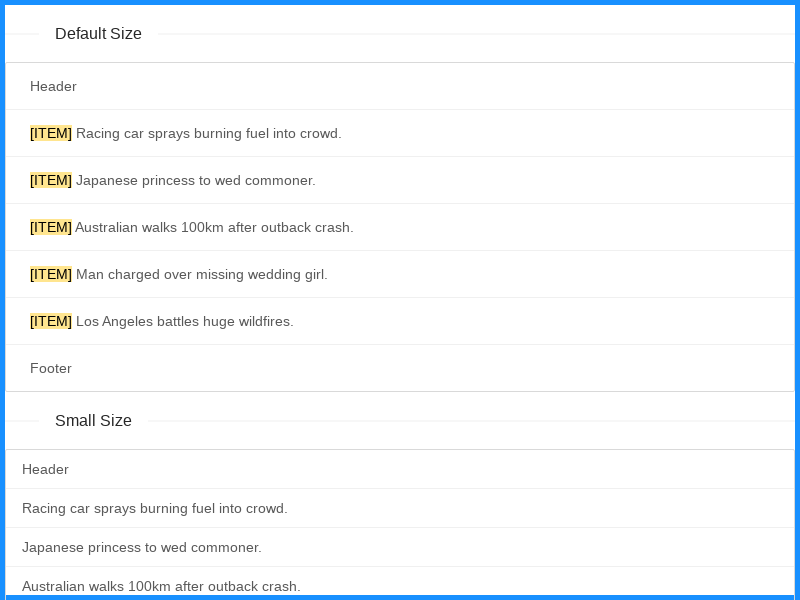 Default Size
Header
[ITEM] Racing car sprays burning fuel into crowd.
[ITEM] Japanese princess to wed commoner.
[ITEM] Australian walks 100km after outback crash.
[ITEM] Man charged over missing wedding girl.
[ITEM] Los Angeles battles huge wildfires.
Footer
Small Size
Header
Racing car sprays burning fuel into crowd.
Japanese princess to wed commoner.
Australian walks 100km after outback crash.